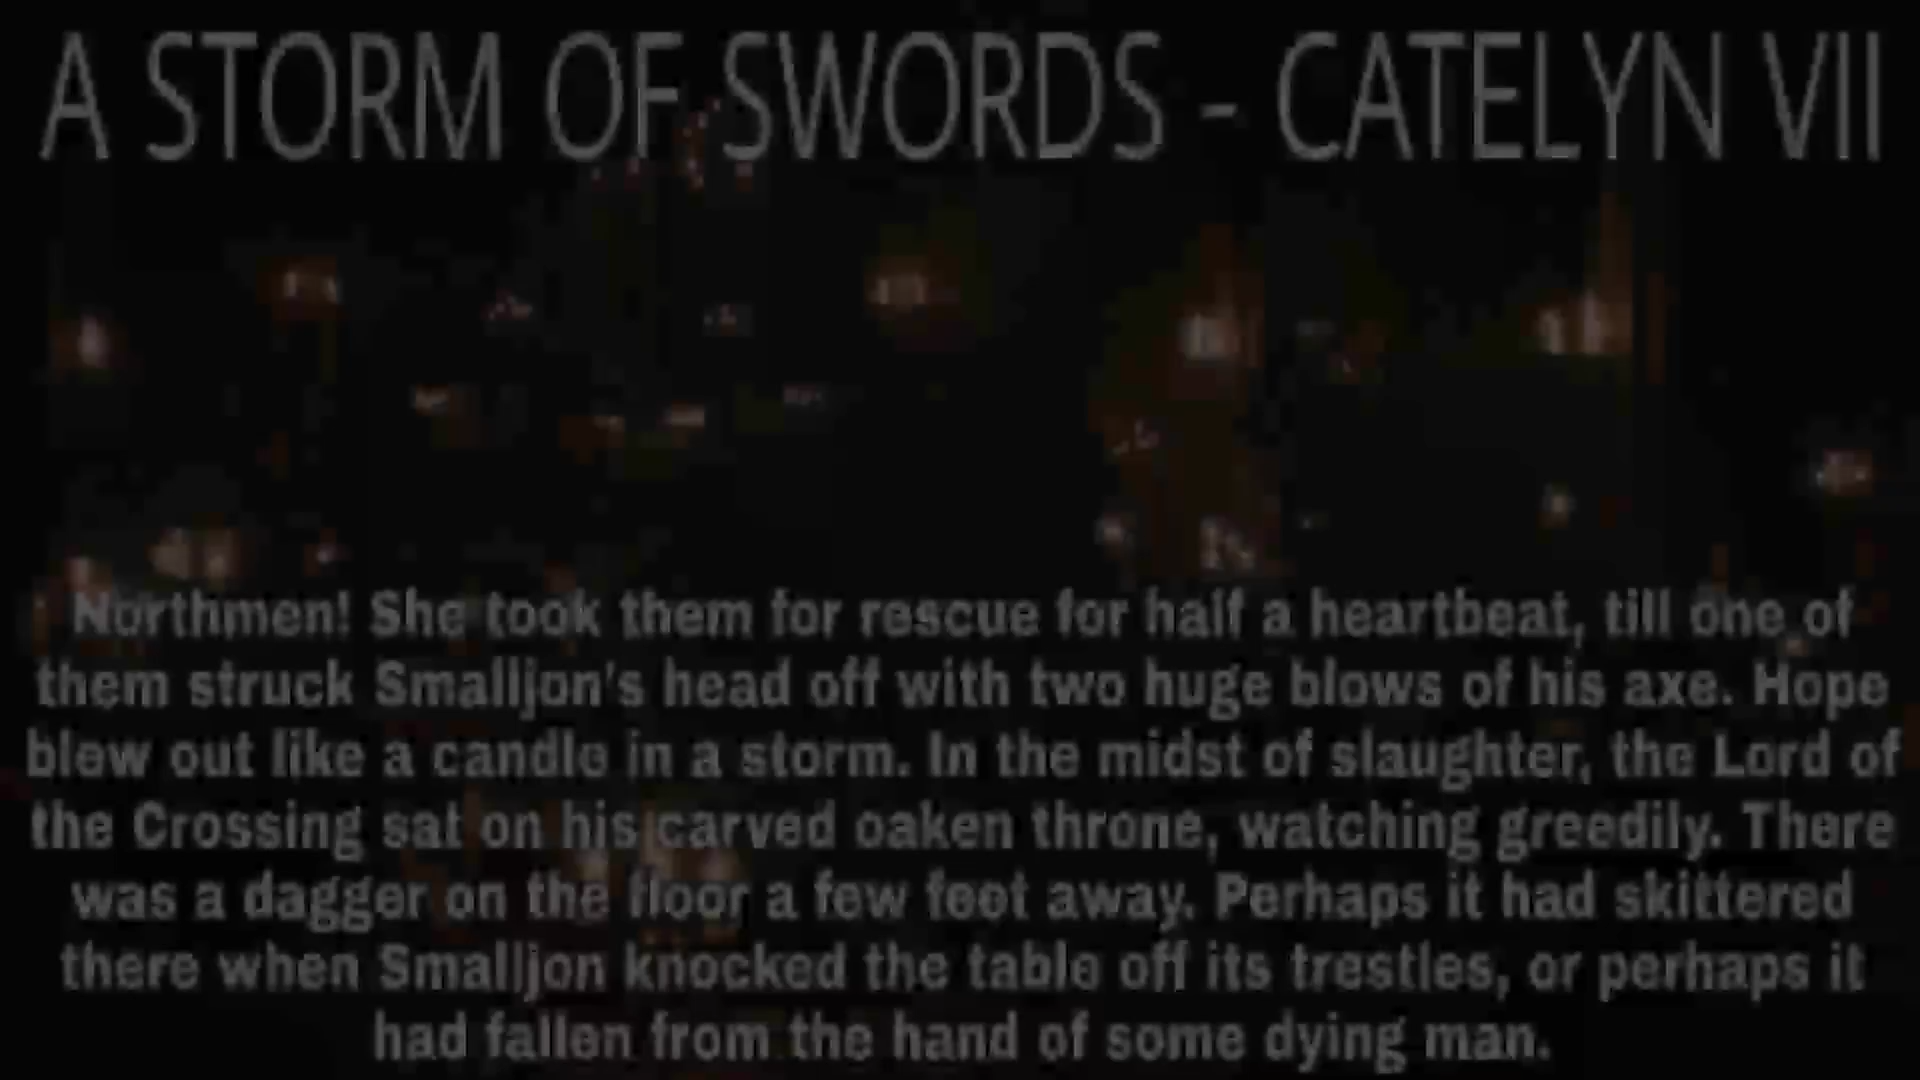 A STORM OF SWORDS - CATELYN VII
Northmen! She took them for rescue for half a heartbeat, till one of
them struck Smalljon's head off with two huge blows of his axe. Hope
blew out like a candle in a storm. In the midst of slaughter, the Lord of
the Crossing sat on his carved oaken throne, watching greedily. There
was a dagger on the floor a few feet away. Perhaps it had skittered
there when Smalljon knocked the table off its trestles, or perhaps it
had fallen from the hand of some dying man.